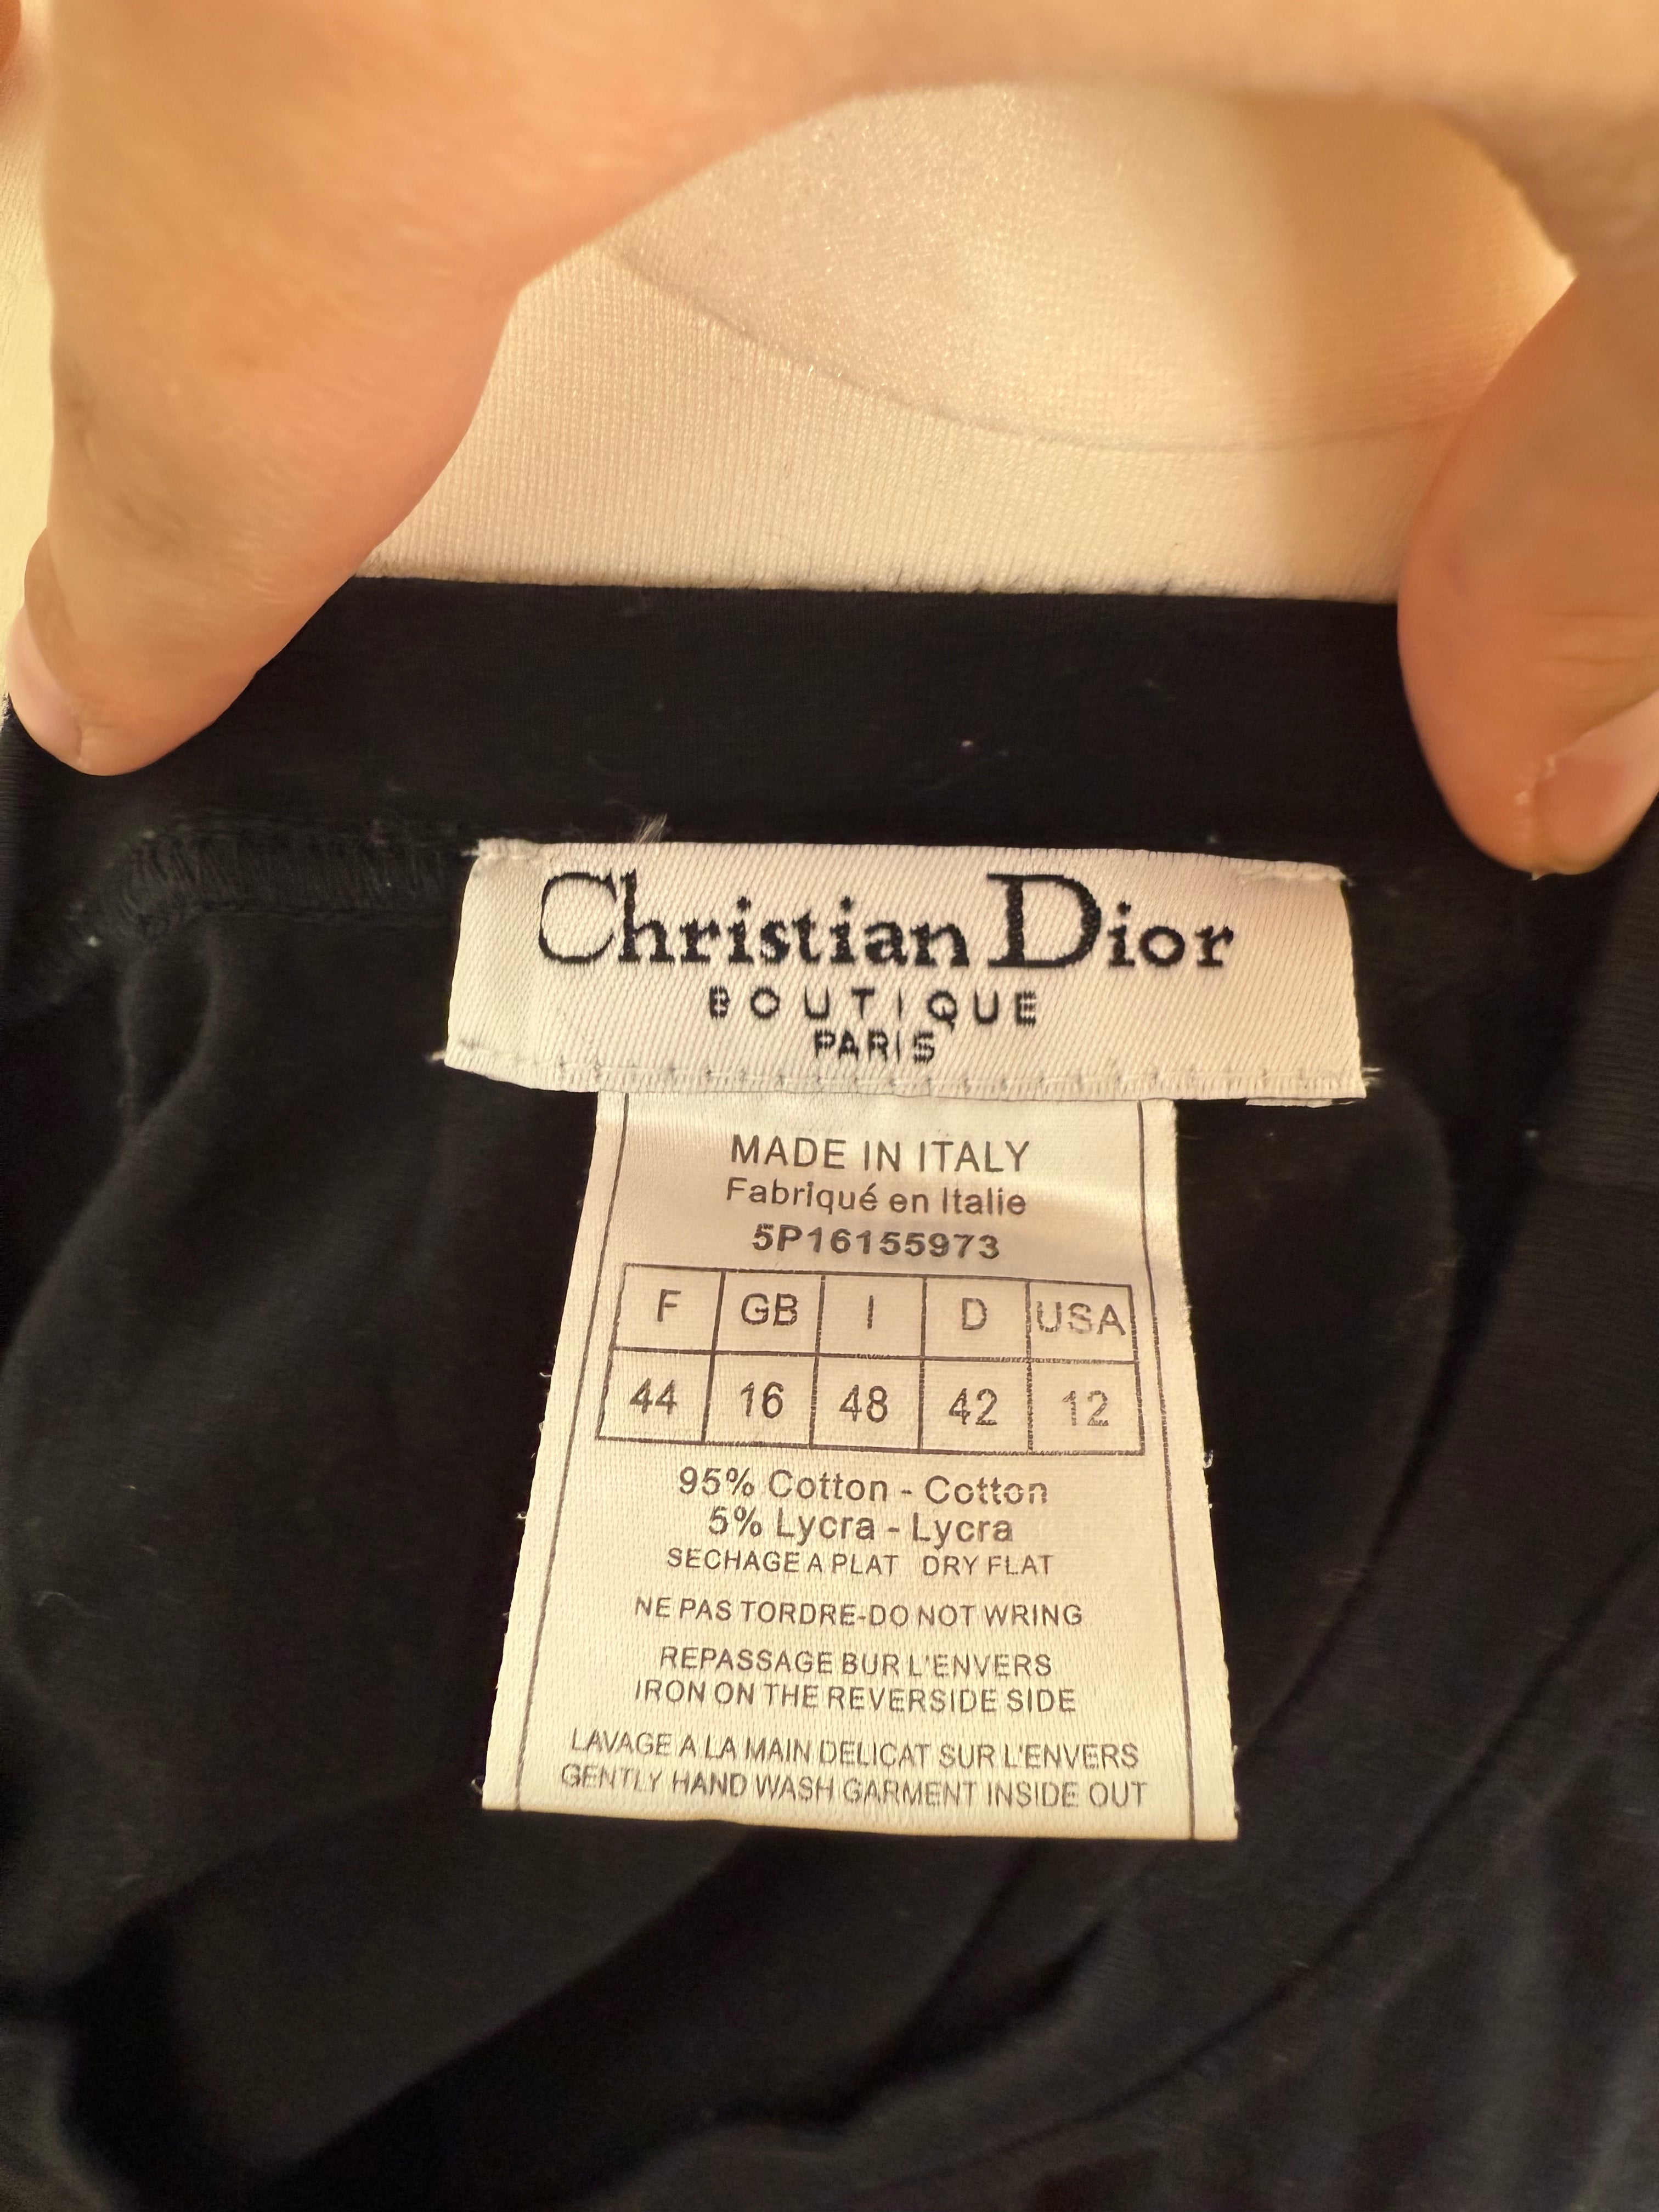 Christian Dior
BOUTIQUE
PARIS
MADE IN ITALY
Fabriqué en Italie
5P16155973
F GB I D USA
44 16 48 42 12
95% Cotton - Cotton
5% Lycra - Lycra
SECHAGE A PLAT DRY FLAT
NE PAS TORDRE-DO NOT WRING
REPASSAGE BUR L'ENVERS
IRON ON THE REVERSIDE SIDE
LAVAGE A LA MAIN DELICAT SUR L'ENVERS
GENTLY HAND WASH GARMENT INSIDE OUT